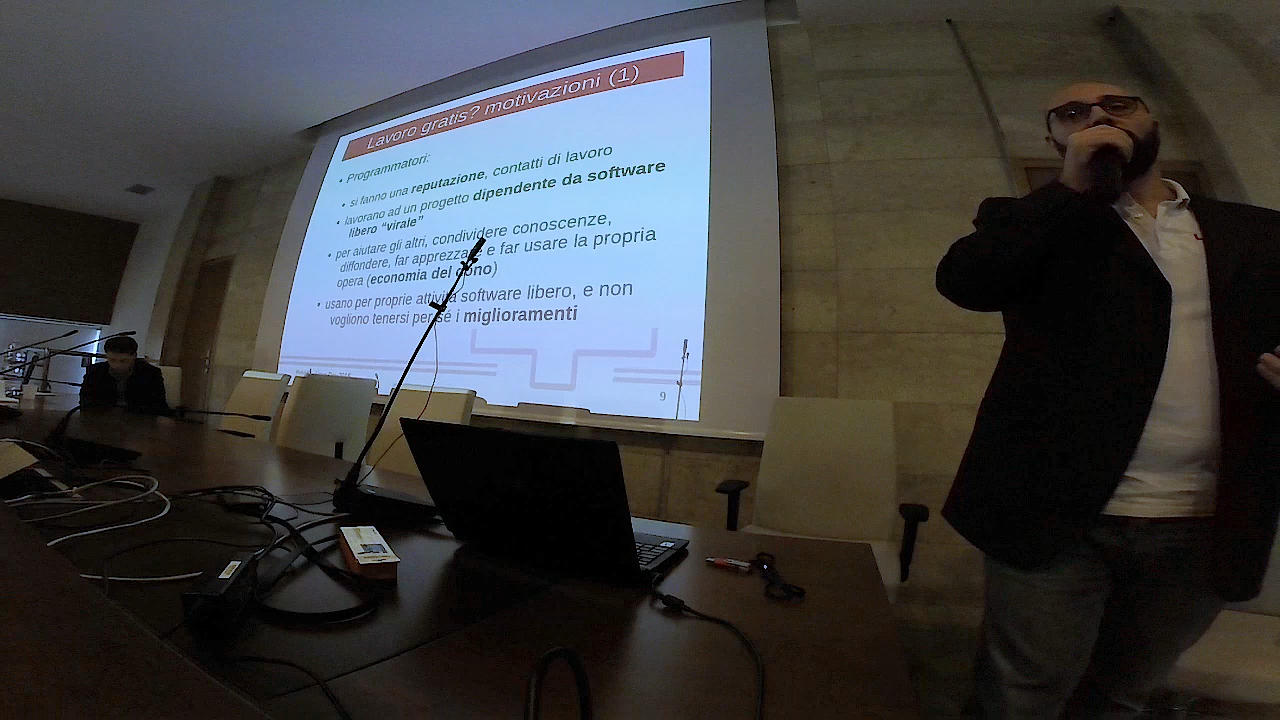 Lavoro gratis? motivazioni (1)
• Programmatori:
• si fanno una reputazione, contatti di lavoro
• lavorano ad un progetto dipendente da software
libero “virale”
• per aiutare gli altri, condividere conoscenze,
diffondere, far apprezzare e far usare la propria
opera (economia del dono)
• usano per proprie attività software libero, e non
vogliono tenersi per sé i miglioramenti
9